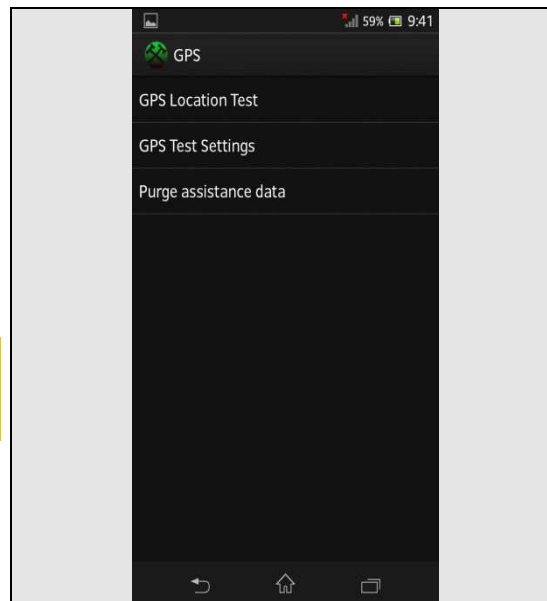 59% 9:41
GPS
GPS Location Test
GPS Test Settings
Purge assistance data